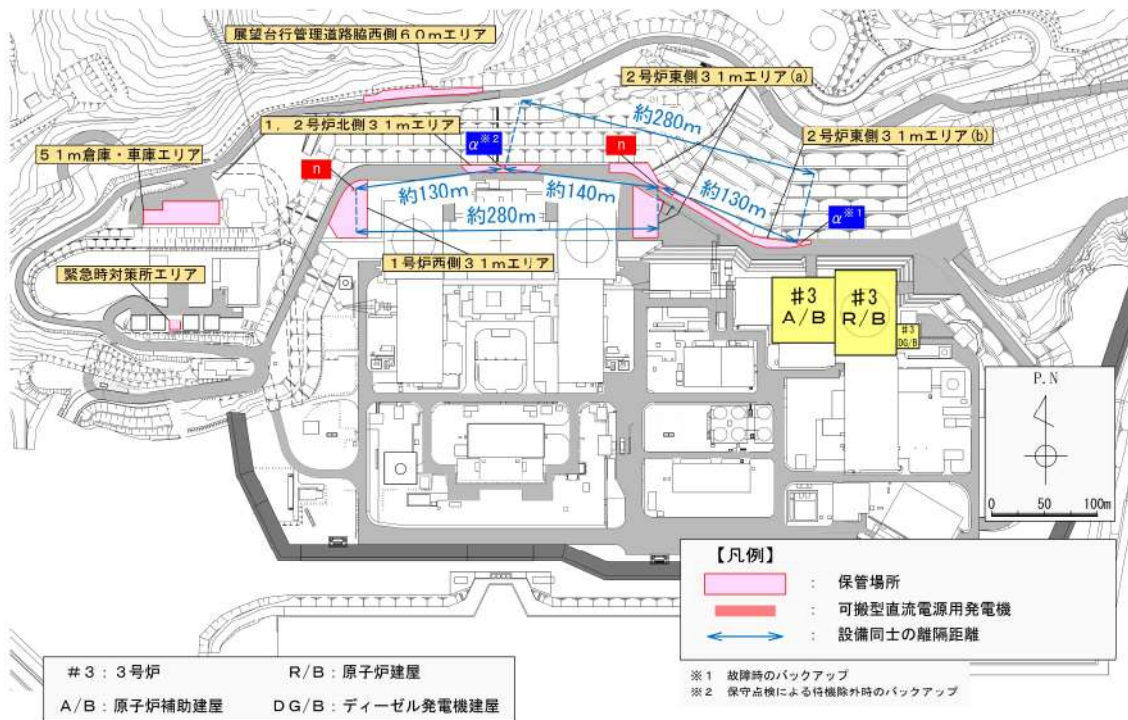 展望台行管理道路脇西側60mエリア
2号炉東側31mエリア(a)
1，2号炉北側31mエリア
α※2
約280m
n
2号炉東側31mエリア(b)
51m倉庫・車庫エリア
n
約130m
約140m
約130m
約280m
α※1
1号炉西側31mエリア
緊急時対策所エリア
#3
A/B
#3
R/B
#3
DG/B
P.N
0 50 100m
【凡例】
： 保管場所
： 可搬型直流電源用発電機
： 設備同士の離隔距離
#3：3号炉
R/B：原子炉建屋
A/B：原子炉補助建屋
DG/B：ディーゼル発電機建屋
※1 故障時のバックアップ
※2 保守点検による待機除外時のバックアップ